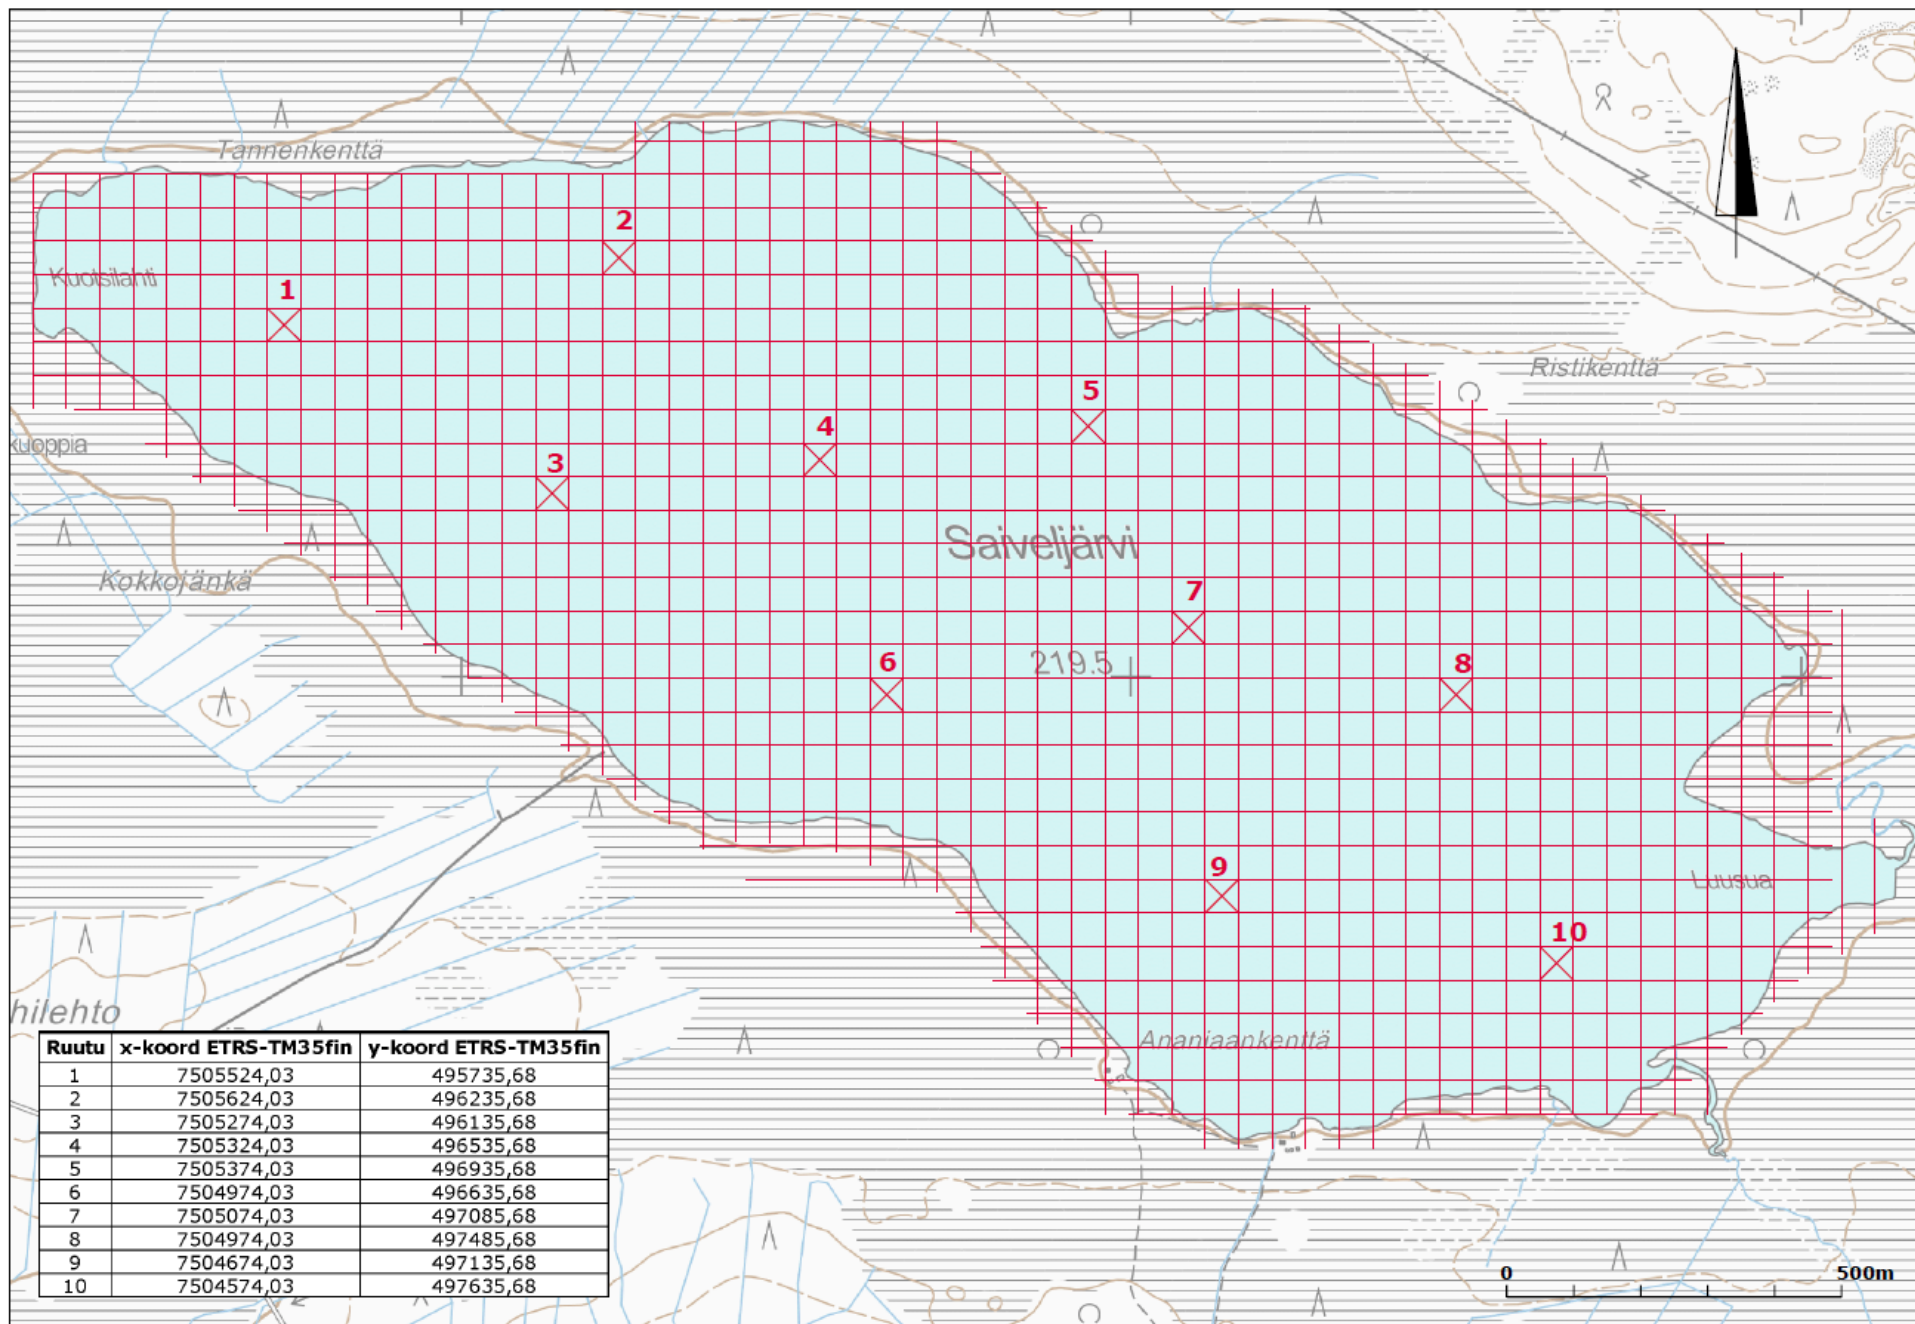 Tannenkenttä
2
Kuotsilahti
1
Ristikenttä
5
4
kuoppia
3
Saiveljärvi
Kokkojänkä
7
219.5
6
8
9
Luusua
10
hilehto
Ananiaankenttä
Ruutu x-koord ETRS-TM35fin y-koord ETRS-TM35fin
1 7505524,03 495735,68
2 7505624,03 496235,68
3 7505274,03 496135,68
4 7505324,03 496535,68
5 7505374,03 496935,68
6 7504974,03 496635,68
7 7505074,03 497085,68
8 7504974,03 497485,68
9 7504674,03 497135,68
10 7504574,03 497635,68
0 500m